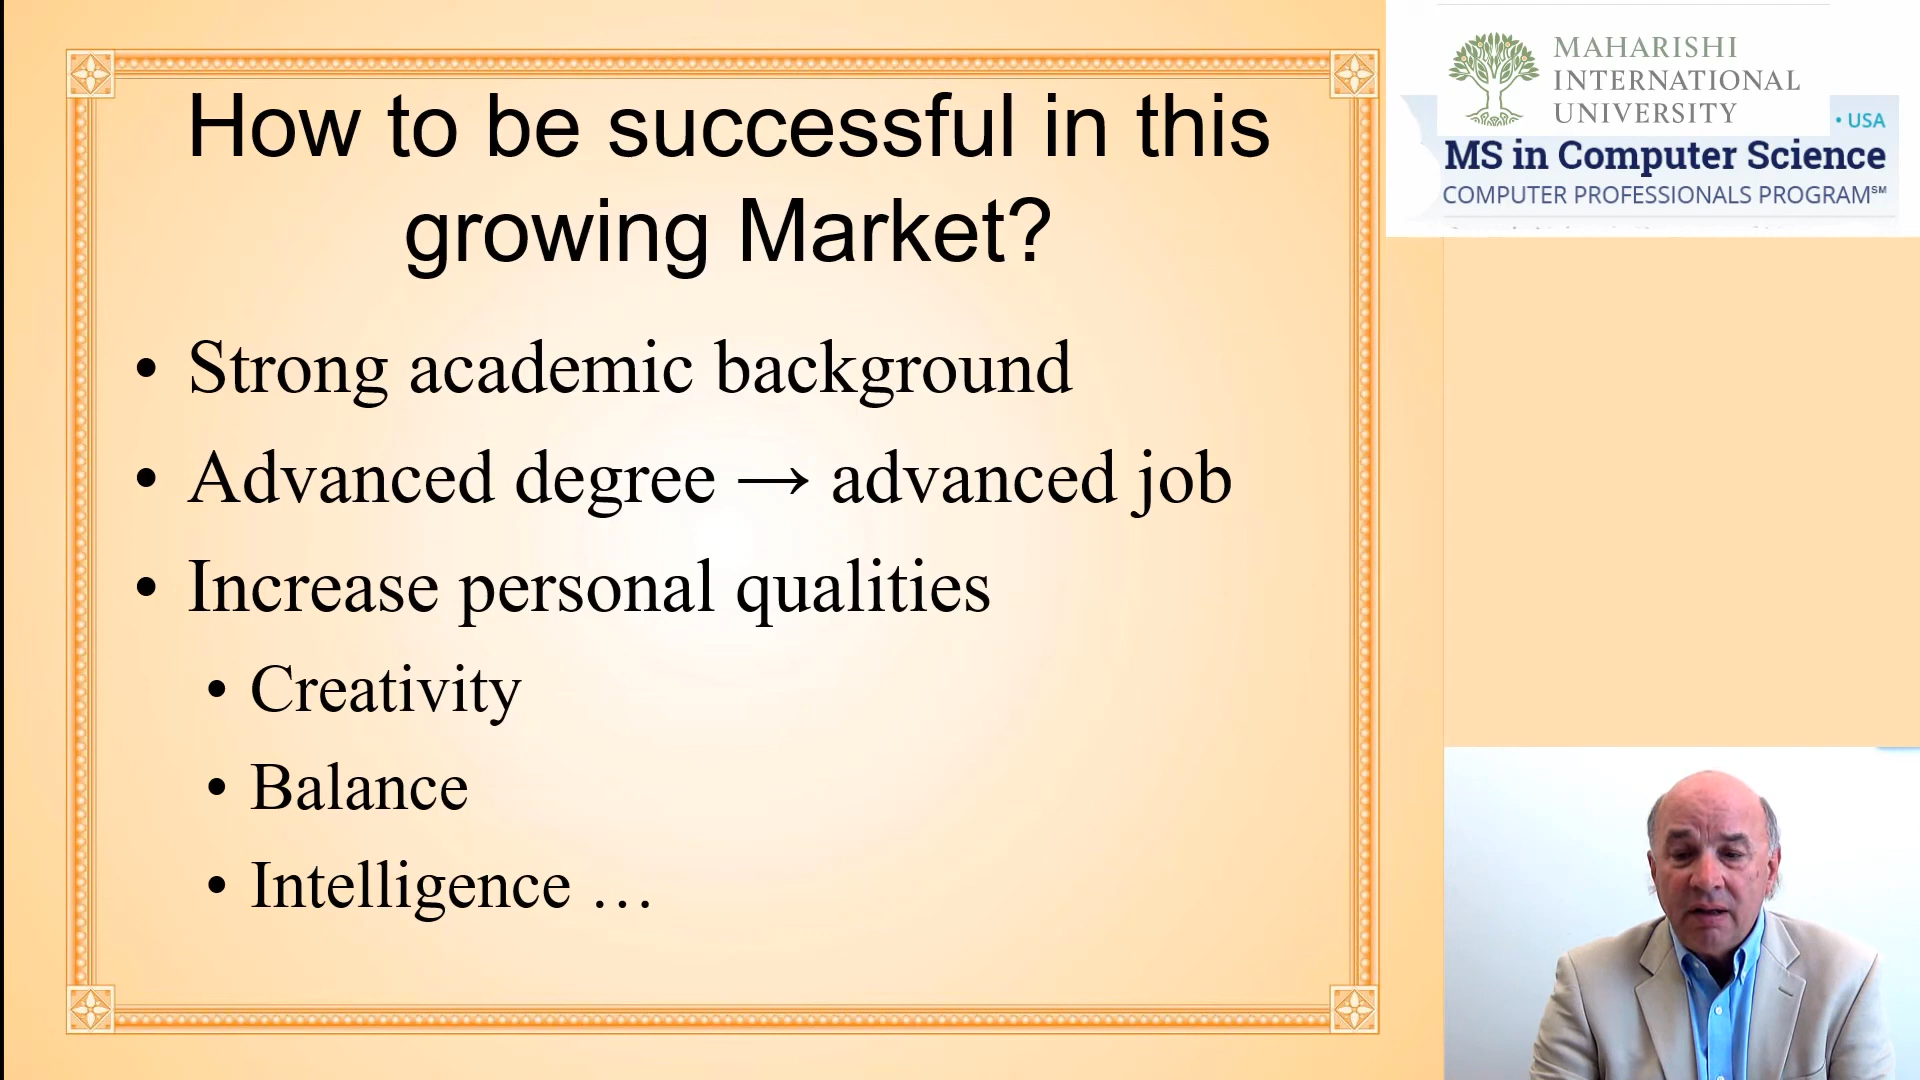 How to be successful in this
growing Market?
• Strong academic background
• Advanced degree → advanced job
• Increase personal qualities
• Creativity
• Balance
• Intelligence …
MAHARISHI
INTERNATIONAL
UNIVERSITY
• USA
MS in Computer Science
COMPUTER PROFESSIONALS PROGRAM℠